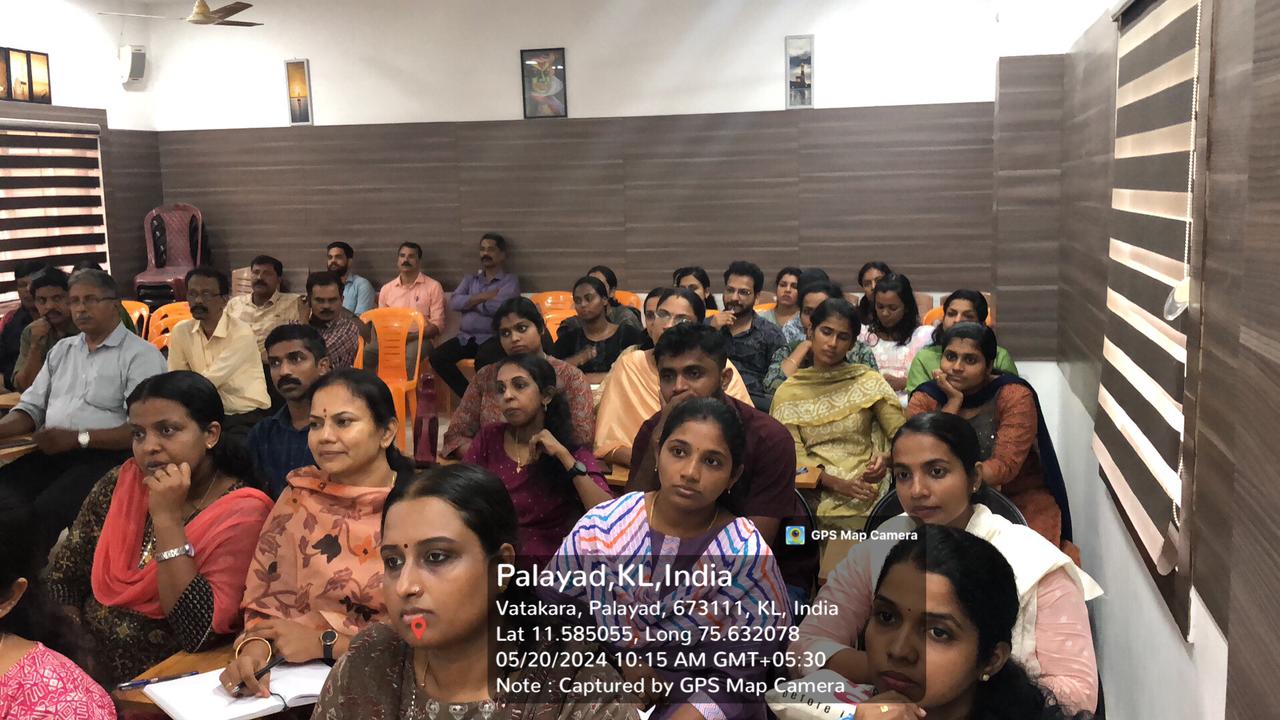 GPS Map Camera
Palayad,KL,India
Vatakara, Palayad, 673111, KL, India
Lat 11.585055, Long 75.632078
05/20/2024 10:15 AM GMT+05:30
Note : Captured by GPS Map Camera
before